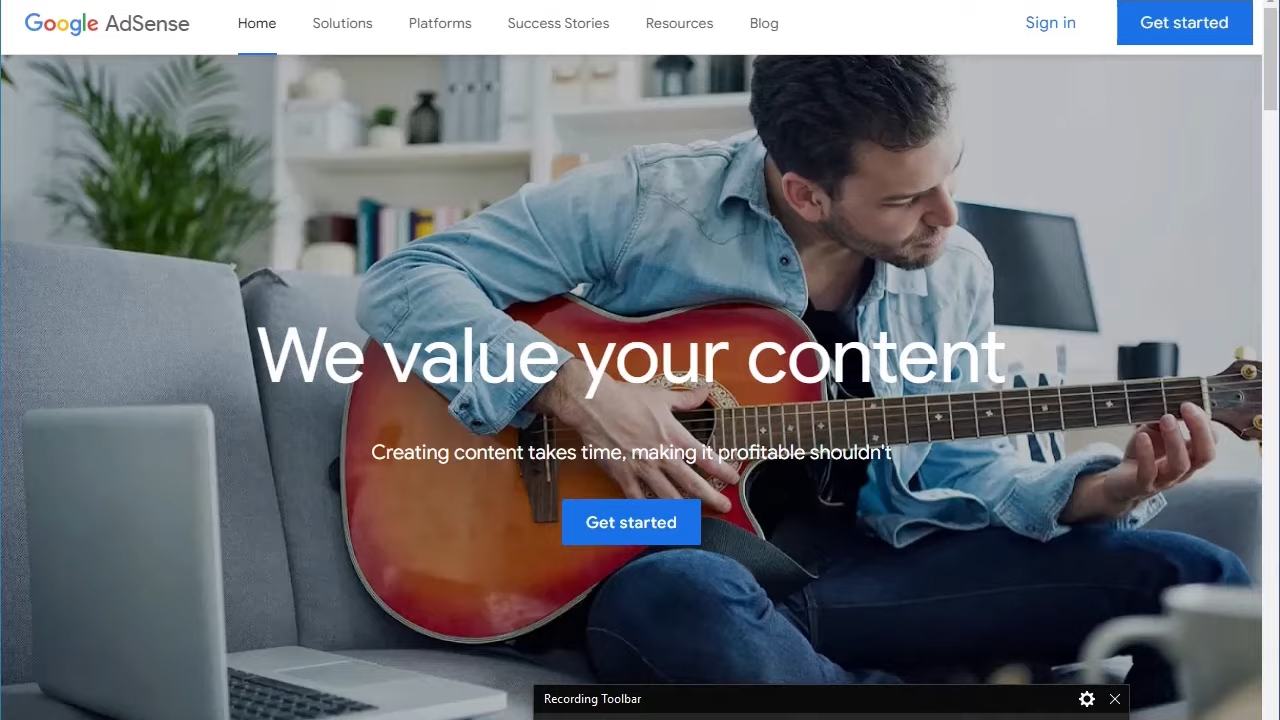 Google AdSense
Home
Solutions
Platforms
Success Stories
Resources
Blog
Sign in
Get started
We value your content
Creating content takes time, making it profitable shouldn't
Get started
Recording Toolbar